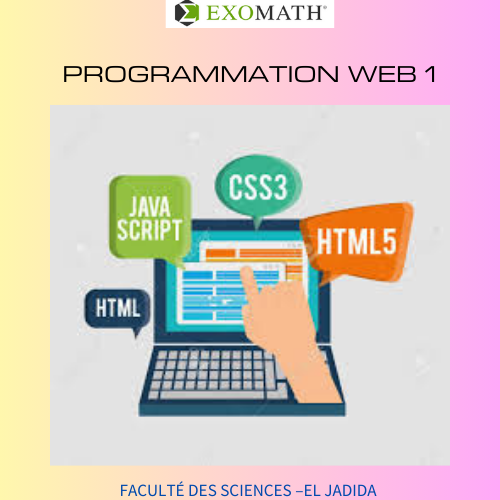 EXOMATH®
PROGRAMMATION WEB 1
CSS3
JAVA
SCRIPT
HTML5
HTML
FACULTÉ DES SCIENCES –EL JADIDA